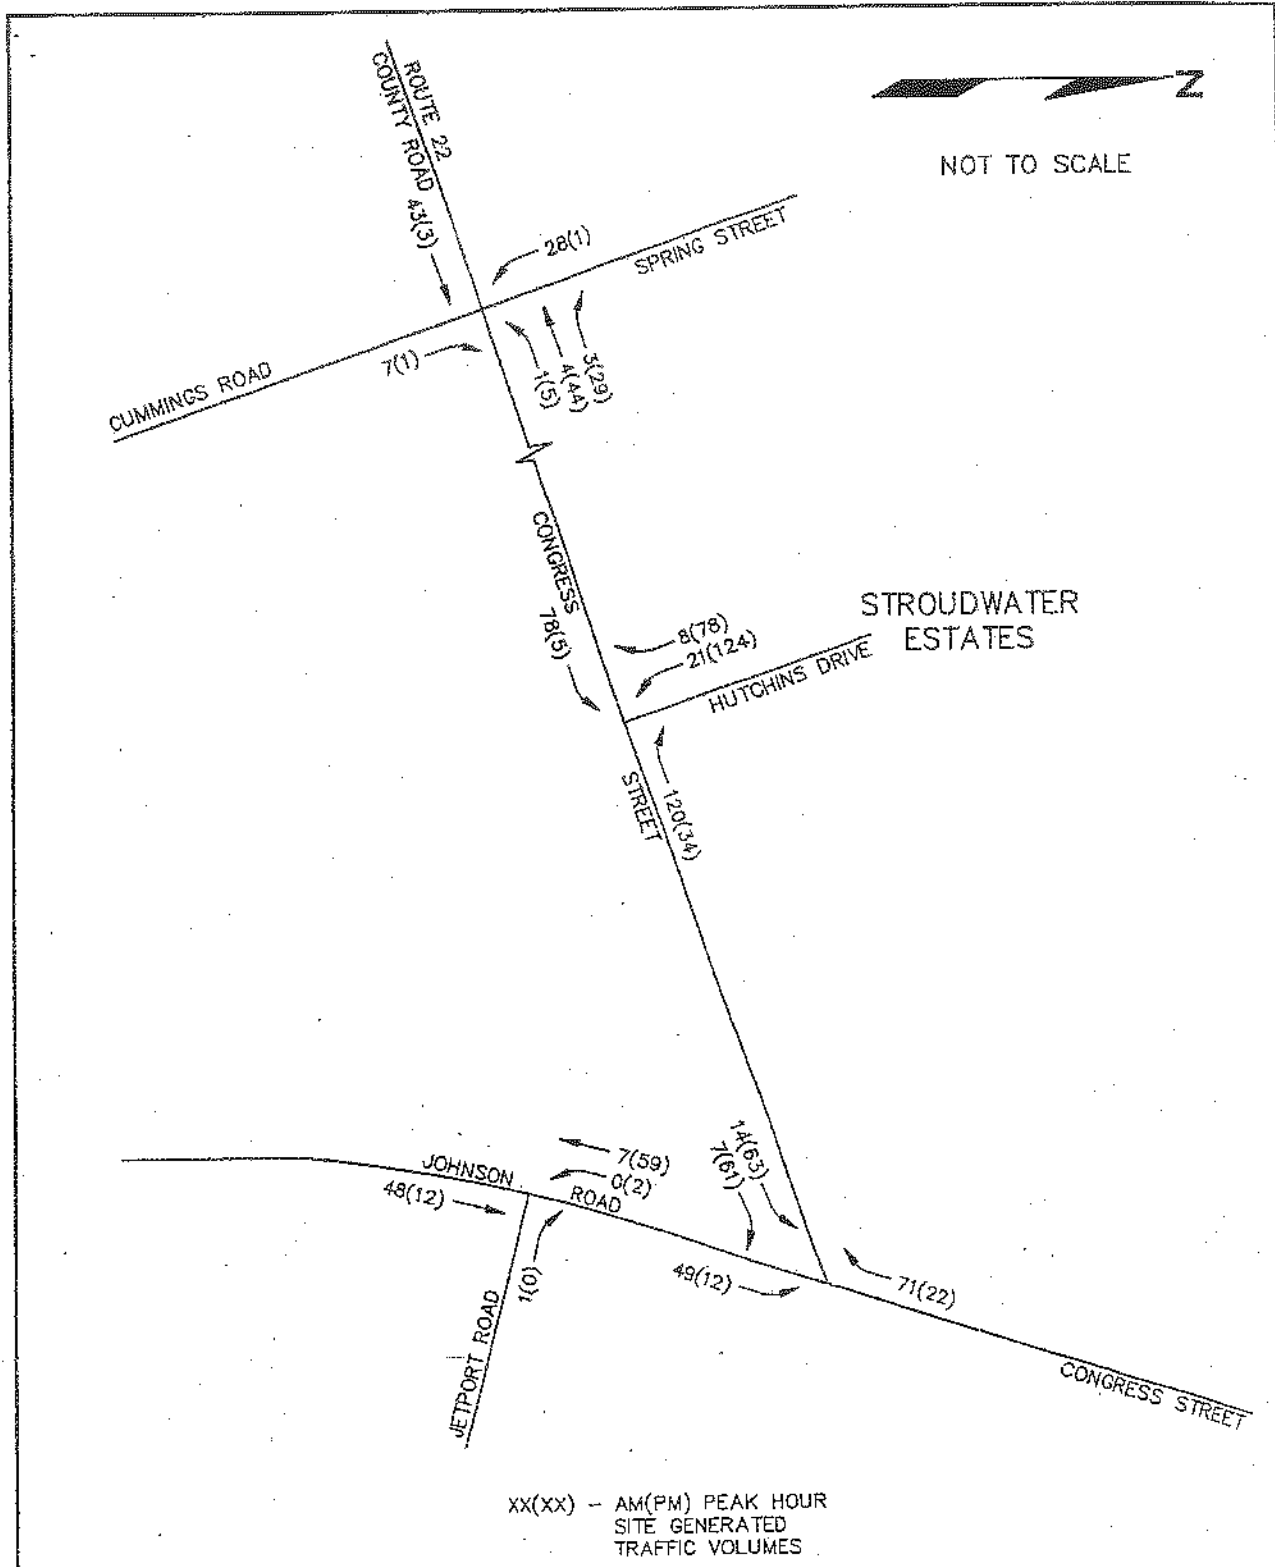 ROUTE 22
COUNTY ROAD
43(3)
Z
NOT TO SCALE
28(1)
SPRING STREET
CUMMINGS ROAD
7(1)
1(5)
4(44)
3(29)
CONGRESS
78(5)
STROUDWATER
ESTATES
8(78)
21(124)
HUTCHINS DRIVE
STREET
120(34)
14(63)
7(61)
7(59)
0(2)
JOHNSON
ROAD
48(12)
49(12)
71(22)
1(0)
JETPORT ROAD
CONGRESS STREET
XX(XX) - AM(PM) PEAK HOUR
SITE GENERATED
TRAFFIC VOLUMES